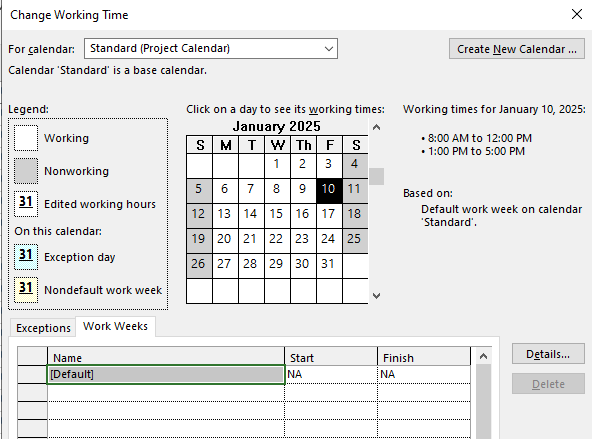 Change Working Time
For calendar: Standard (Project Calendar) Create New Calendar ...
Calendar 'Standard' is a base calendar.
Legend: Click on a day to see its working times: Working times for January 10, 2025:
January 2025
S M T W Th F S
1 2 3 4
5 6 7 8 9 10 11
12 13 14 15 16 17 18
19 20 21 22 23 24 25
26 27 28 29 30 31
Working
Nonworking
31 Edited working hours
On this calendar:
31 Exception day
31 Nondefault work week
• 8:00 AM to 12:00 PM
• 1:00 PM to 5:00 PM
Based on:
Default work week on calendar
'Standard'.
Exceptions Work Weeks
Name Start Finish Details...
[Default] NA NA Delete